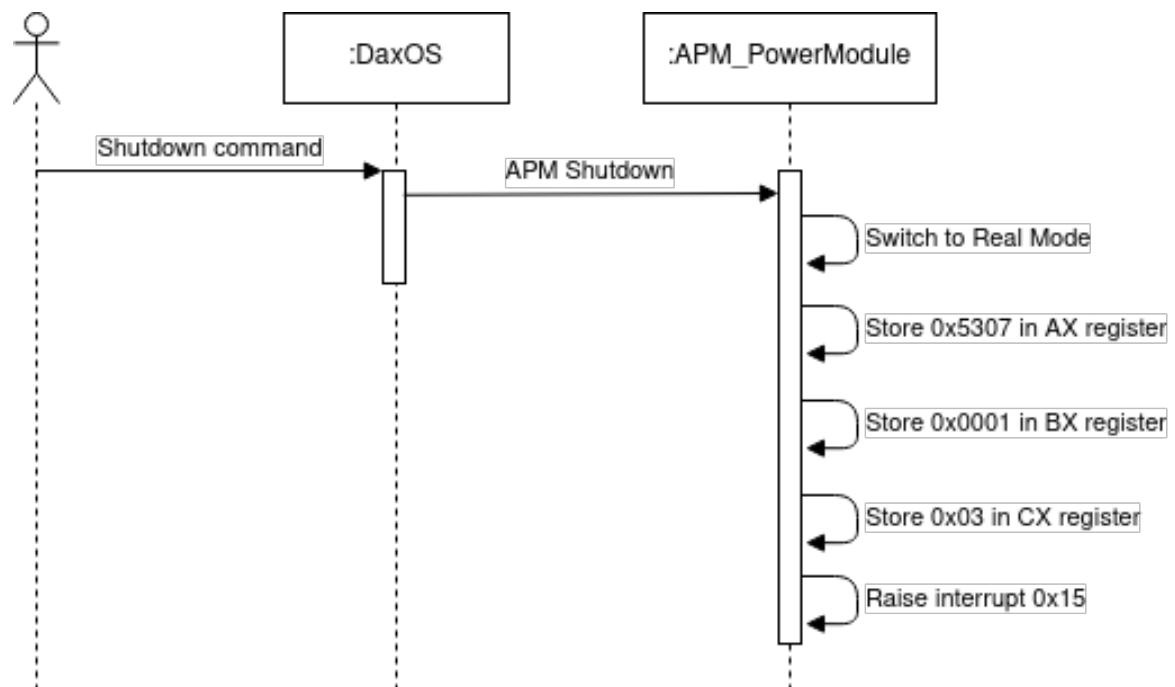 :DaxOS
:APM_PowerModule
Shutdown command
APM Shutdown
Switch to Real Mode
Store 0x5307 in AX register
Store 0x0001 in BX register
Store 0x03 in CX register
Raise interrupt 0x15